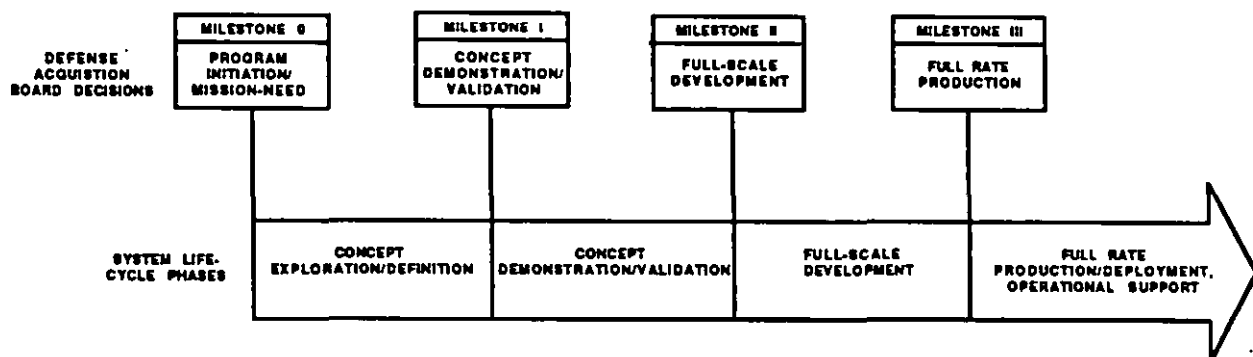 MILESTONE 0
PROGRAM
INITIATION/
MISSION-NEED
MILESTONE I
CONCEPT
DEMONSTRATION/
VALIDATION
MILESTONE II
FULL-SCALE
DEVELOPMENT
MILESTONE III
FULL RATE
PRODUCTION
DEFENSE
ACQUISTION
BOARD DECISIONS
SYSTEM LIFE-
CYCLE PHASES
CONCEPT
EXPLORATION/DEFINITION
CONCEPT
DEMONSTRATION/VALIDATION
FULL-SCALE
DEVELOPMENT
FULL RATE
PRODUCTION/DEPLOYMENT,
OPERATIONAL SUPPORT